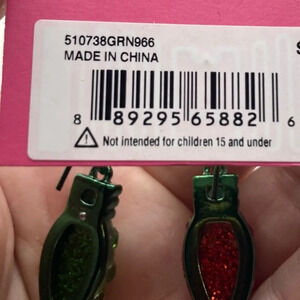 510738GRN966
MADE IN CHINA
S
8 89295 65882 6
Not intended for children 15 and under